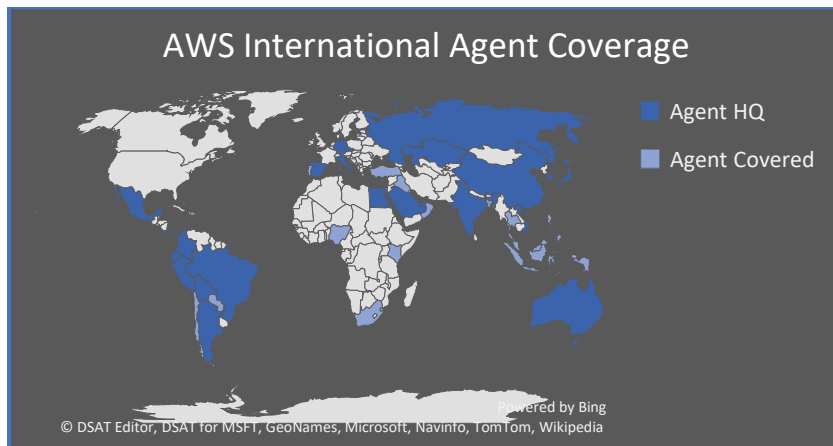 AWS International Agent Coverage
Agent HQ
Agent Covered
Powered by Bing
© DSAT Editor, DSAT for MSFT, GeoNames, Microsoft, Navinfo, TomTom, Wikipedia